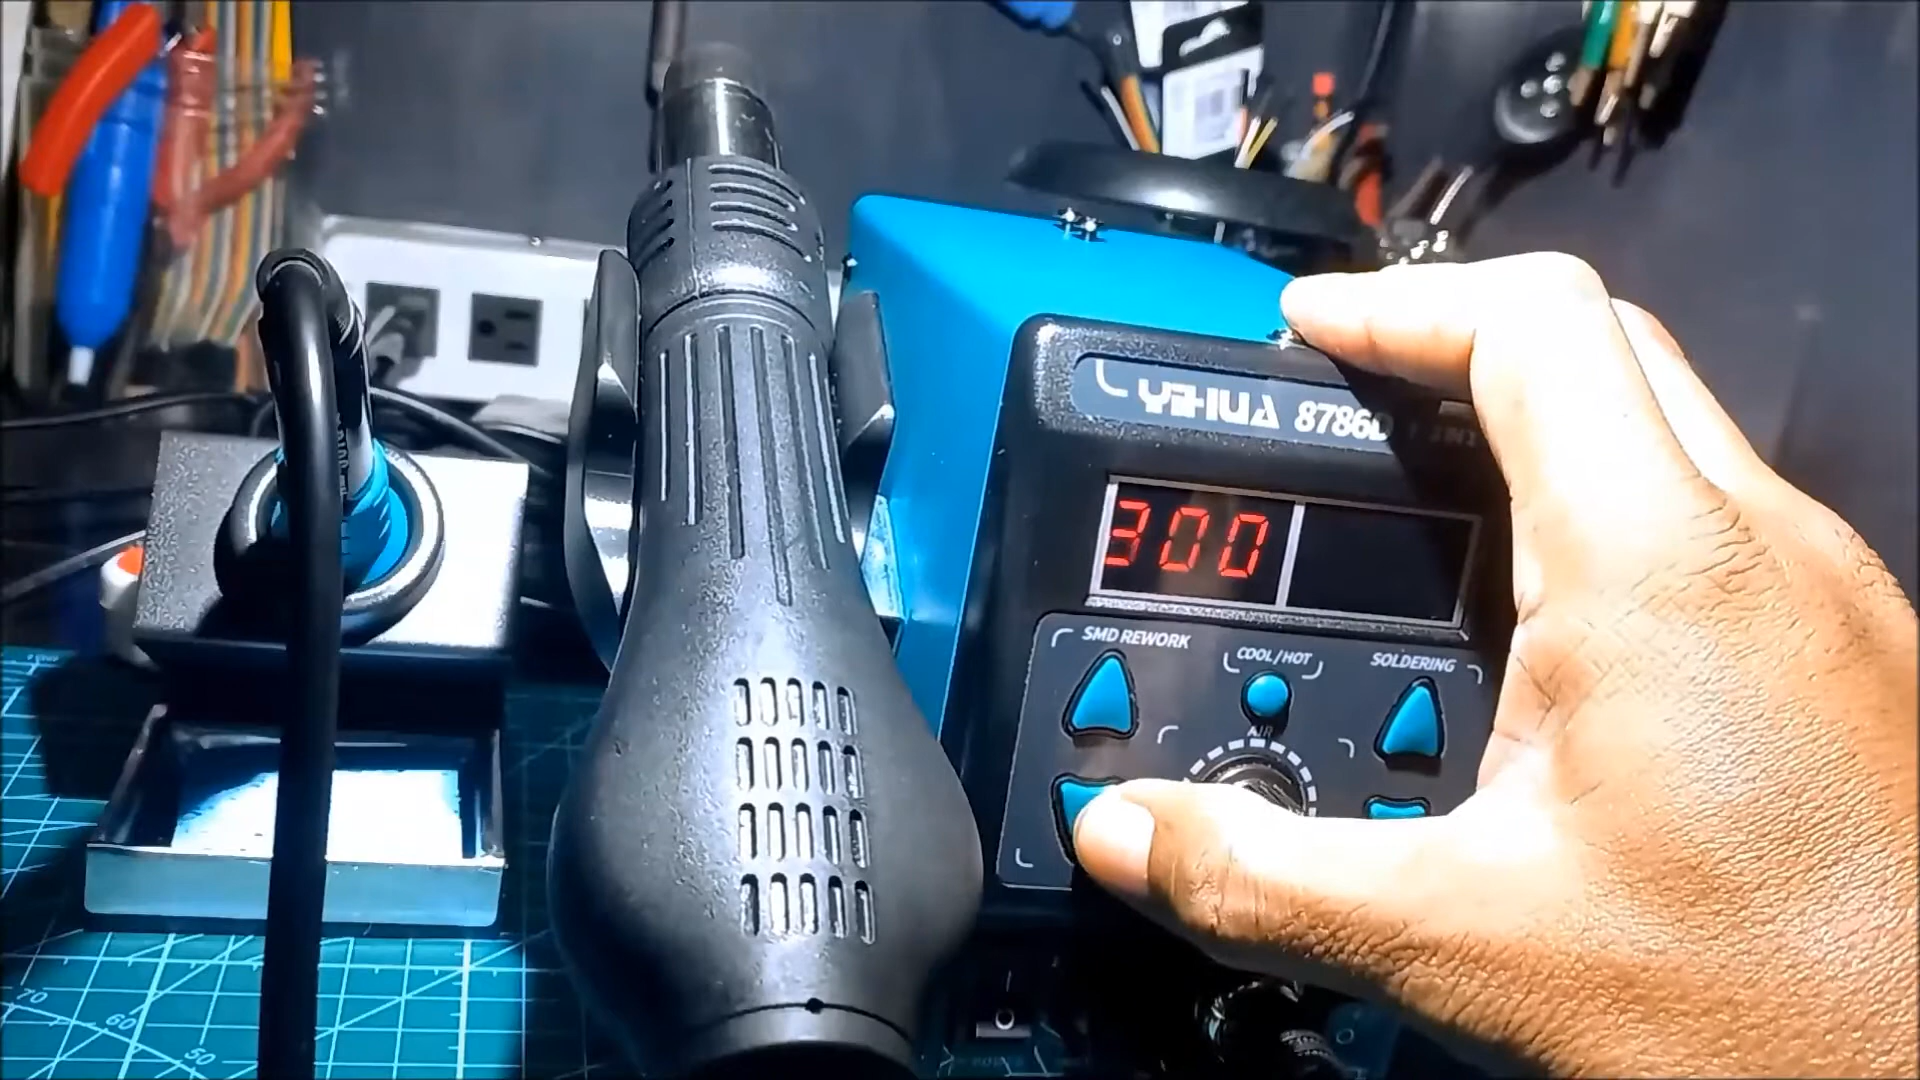 YIHUA 8786D
300
SMD REWORK
COOL/HOT
SOLDERING
AIR
70
60
50